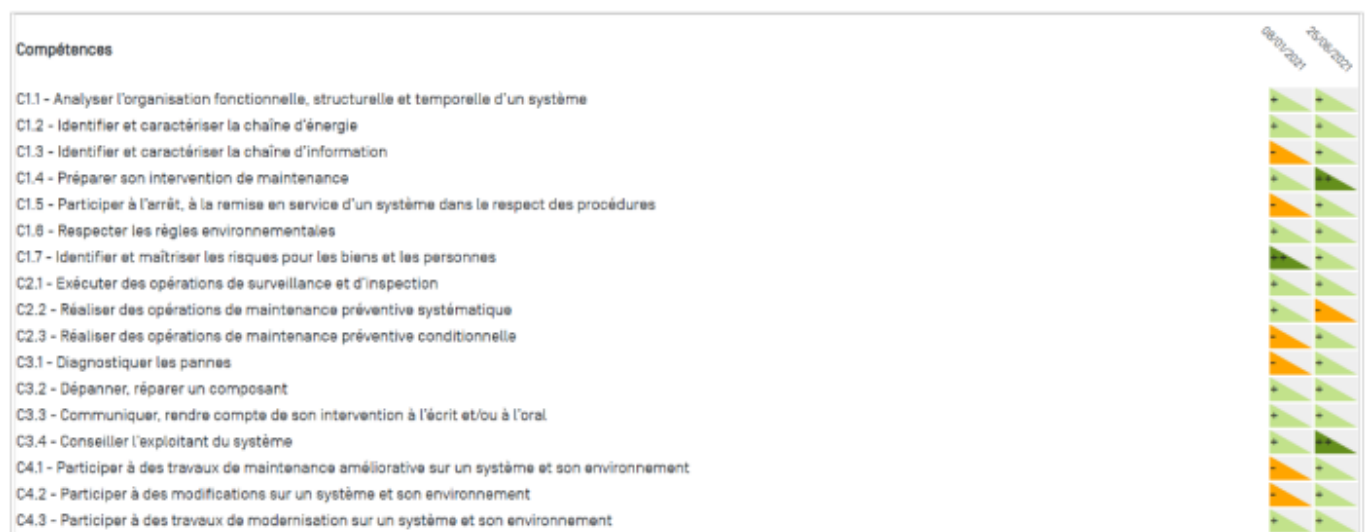 Compétences 08/01/2021 25/06/2021
C1.1 - Analyser l'organisation fonctionnelle, structurelle et temporelle d'un système + +
C1.2 - Identifier et caractériser la chaîne d'énergie + +
C1.3 - Identifier et caractériser la chaîne d'information - +
C1.4 - Préparer son intervention de maintenance + ++
C1.5 - Participer à l'arrêt, à la remise en service d'un système dans le respect des procédures - +
C1.6 - Respecter les règles environnementales + +
C1.7 - Identifier et maîtriser les risques pour les biens et les personnes ++ +
C2.1 - Exécuter des opérations de surveillance et d'inspection + +
C2.2 - Réaliser des opérations de maintenance préventive systématique + -
C2.3 - Réaliser des opérations de maintenance préventive conditionnelle - +
C3.1 - Diagnostiquer les pannes - +
C3.2 - Dépanner, réparer un composant + +
C3.3 - Communiquer, rendre compte de son intervention à l'écrit et/ou à l'oral + +
C3.4 - Conseiller l'exploitant du système + ++
C4.1 - Participer à des travaux de maintenance améliorative sur un système et son environnement - +
C4.2 - Participer à des modifications sur un système et son environnement - +
C4.3 - Participer à des travaux de modernisation sur un système et son environnement + +